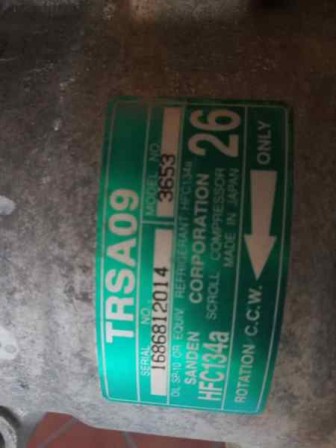 TRSA09
SERIAL NO. MODEL NO.
1686812014 3653
OIL SP.10 OR EQUIV. REFRIGERANT HFC134a
SANDEN CORPORATION 26
HFC134a SCROLL COMPRESSOR
MADE IN JAPAN
ROTATION C.C.W. ONLY